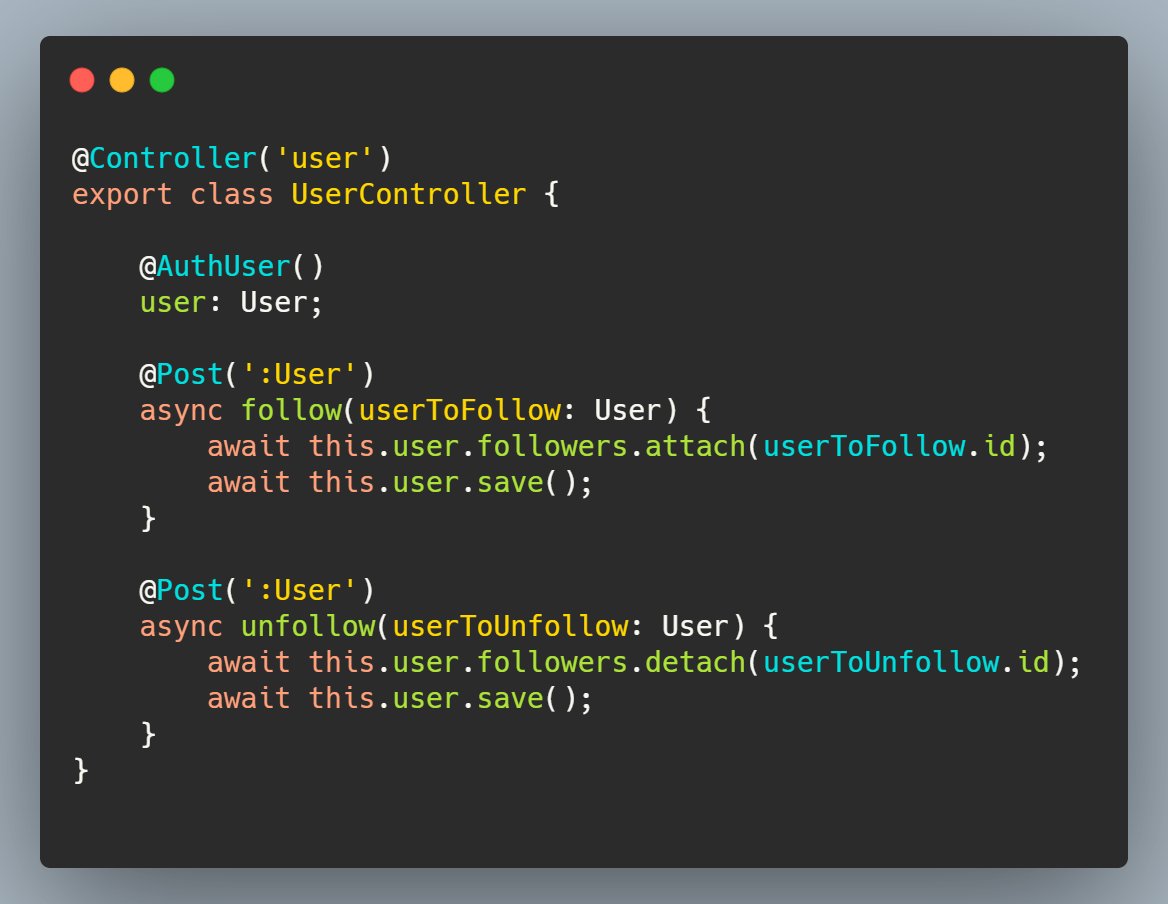 @Controller('user')
export class UserController {
    @AuthUser()
    user: User;
    @Post(':User')
    async follow(userToFollow: User) {
        await this.user.followers.attach(userToFollow.id);
        await this.user.save();
    }
    @Post(':User')
    async unfollow(userToUnfollow: User) {
        await this.user.followers.detach(userToUnfollow.id);
        await this.user.save();
    }
}